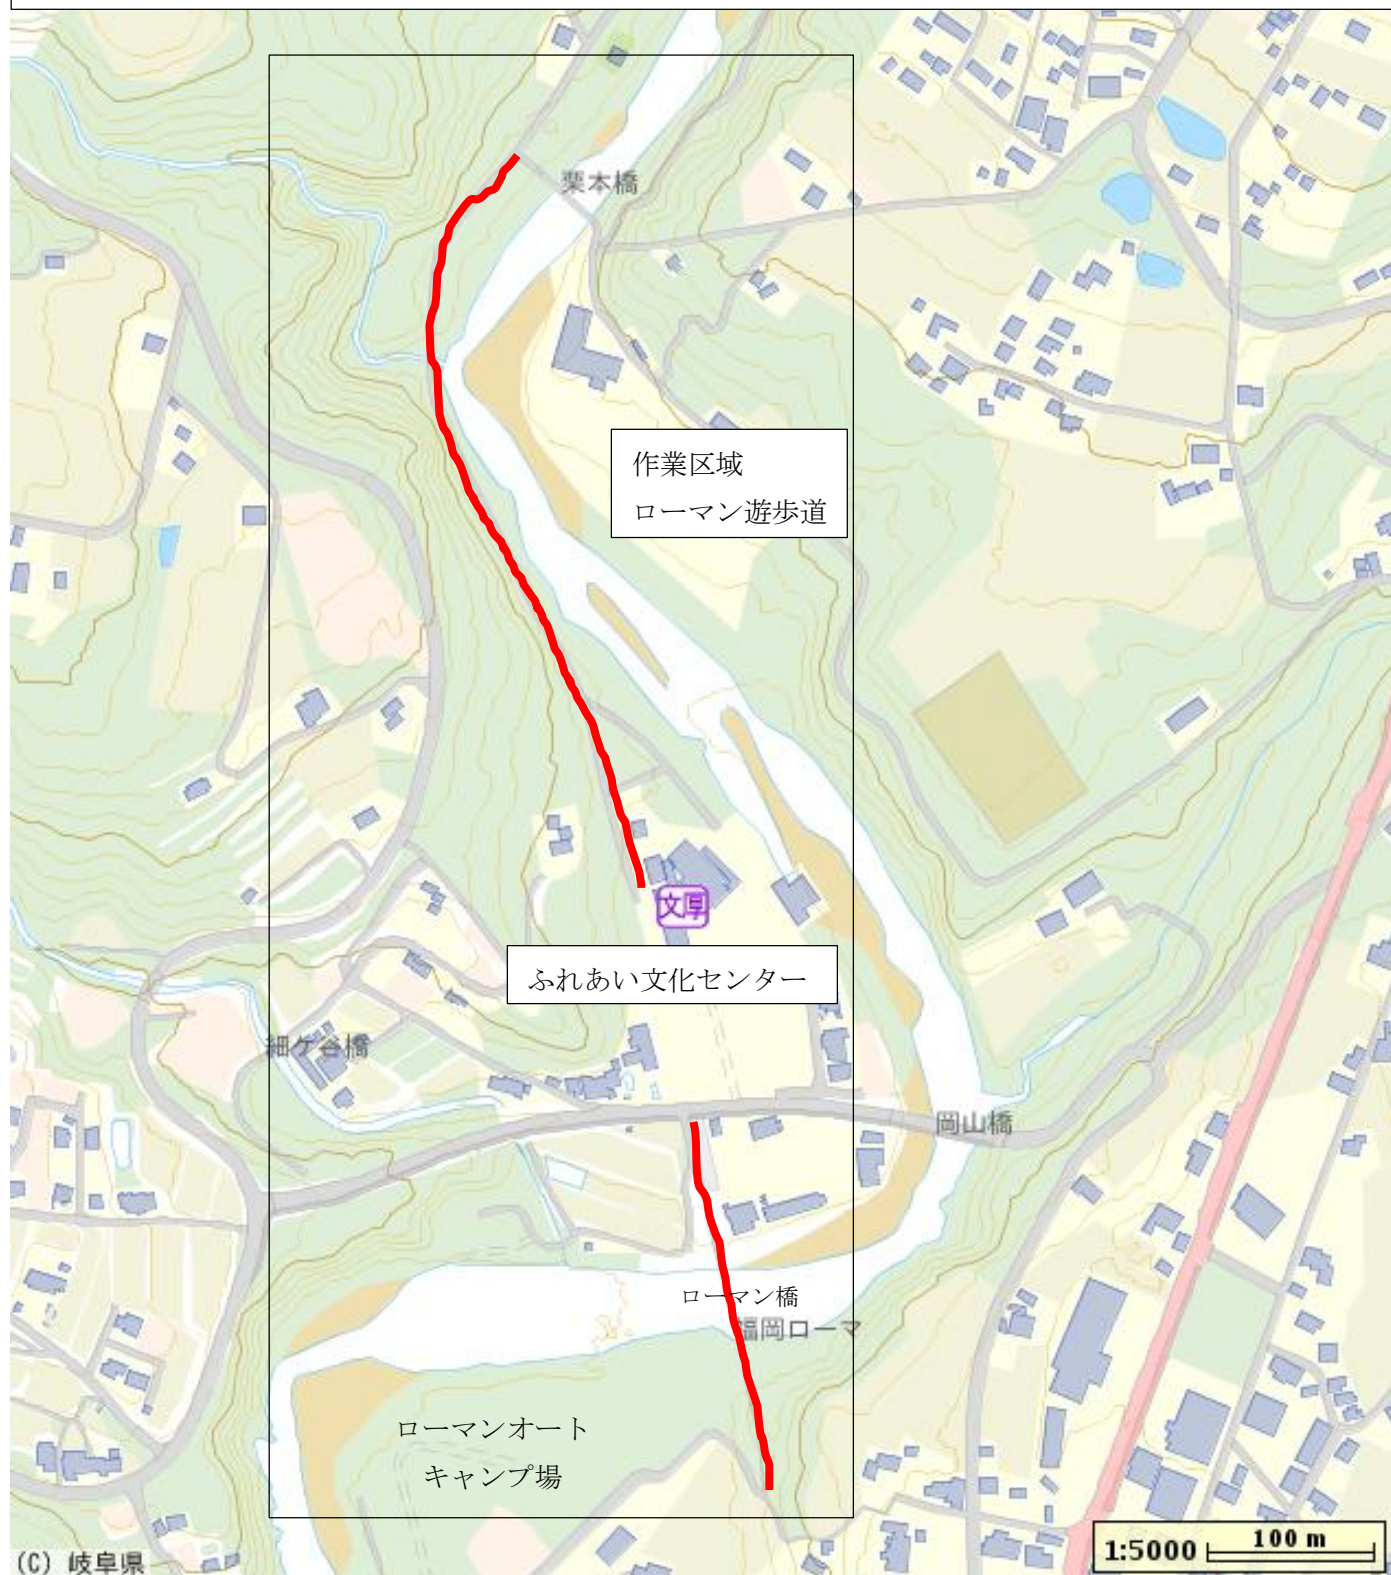 栗本橋
作業区域
ローマン遊歩道
文厚
ふれあい文化センター
細ケ谷橋
岡山橋
ローマン橋
福岡ローマ
ローマンオート
キャンプ場
1:5000 100 m
(C) 岐阜県